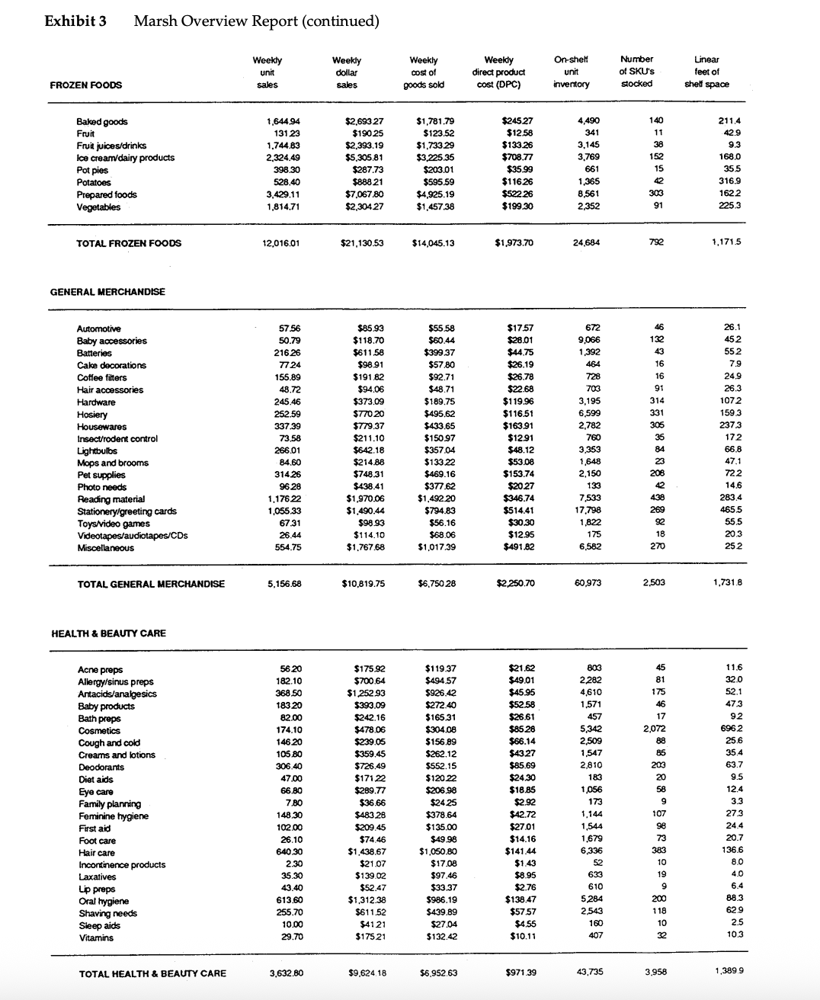 Exhibit 3 Marsh Overview Report (continued)
FROZEN FOODS Weekly unit sales Weekly dollar sales Weekly cost of goods sold Weekly direct product cost (DPC) On-shelf unit inventory Number of SKU's stocked Linear feet of shelf space
Baked goods 1,644.94 $2,693.27 $1,781.79 $245.27 4,490 140 211.4
Fruit 131.23 $190.25 $123.52 $12.58 341 11 42.9
Fruit juices/drinks 1,744.83 $2,393.19 $1,733.29 $133.26 3,145 38 9.3
Ice cream/dairy products 2,324.49 $5,305.81 $3,225.35 $708.77 3,769 152 168.0
Pot pies 398.30 $287.73 $203.01 $35.99 661 15 35.5
Potatoes 528.40 $888.21 $595.59 $116.26 1,365 42 316.9
Prepared foods 3,429.11 $7,067.80 $4,925.19 $522.26 8,561 303 162.2
Vegetables 1,814.71 $2,304.27 $1,457.38 $199.30 2,352 91 225.3
TOTAL FROZEN FOODS 12,016.01 $21,130.53 $14,045.13 $1,973.70 24,684 792 1,171.5
GENERAL MERCHANDISE
Automotive 57.56 $85.93 $55.58 $17.57 672 46 26.1
Baby accessories 50.79 $118.70 $60.44 $28.01 9,066 132 45.2
Batteries 216.26 $611.58 $399.37 $44.75 1,392 43 55.2
Cake decorations 77.24 $98.91 $57.80 $26.19 464 16 7.9
Coffee filters 155.89 $191.82 $92.71 $26.78 728 16 24.9
Hair accessories 48.72 $94.06 $48.71 $22.68 703 91 26.3
Hardware 245.46 $373.09 $189.75 $119.96 3,195 314 107.2
Hosiery 252.59 $770.20 $495.62 $116.51 6,599 331 159.3
Housewares 337.39 $779.37 $433.65 $163.91 2,782 305 237.3
Insect/rodent control 73.58 $211.10 $150.97 $12.91 760 35 17.2
Lightbulbs 266.01 $642.18 $357.04 $48.12 3,353 84 66.8
Mops and brooms 84.60 $214.88 $133.22 $53.08 1,648 23 47.1
Pet supplies 314.26 $748.31 $469.16 $153.74 2,150 208 72.2
Photo needs 96.28 $438.41 $377.62 $20.27 133 42 14.6
Reading material 1,176.22 $1,970.06 $1,492.20 $346.74 7,533 438 283.4
Stationery/greeting cards 1,055.33 $1,490.44 $794.83 $514.41 17,798 269 465.5
Toys/video games 67.31 $98.93 $56.16 $30.30 1,822 92 55.5
Videotapes/audiotapes/CDs 26.44 $114.10 $68.06 $12.95 175 18 20.3
Miscellaneous 554.75 $1,767.68 $1,017.39 $491.82 6,582 270 25.2
TOTAL GENERAL MERCHANDISE 5,156.68 $10,819.75 $6,750.28 $2,250.70 60,973 2,503 1,731.8
HEALTH & BEAUTY CARE
Acne preps 56.20 $175.92 $119.37 $21.62 803 45 11.6
Allergy/sinus preps 182.10 $700.64 $494.57 $49.01 2,282 81 32.0
Antacids/analgesics 368.50 $1,252.93 $926.42 $45.95 4,610 175 52.1
Baby products 183.20 $393.09 $272.40 $52.58 1,571 46 47.3
Bath preps 82.00 $242.16 $165.31 $26.61 457 17 9.2
Cosmetics 174.10 $478.06 $304.08 $85.28 5,342 2,072 696.2
Cough and cold 146.20 $239.05 $156.89 $66.14 2,509 88 25.6
Creams and lotions 105.80 $359.45 $262.12 $43.27 1,547 85 35.4
Deodorants 306.40 $726.49 $552.15 $85.69 2,810 203 63.7
Diet aids 47.00 $171.22 $120.22 $24.30 183 20 9.5
Eye care 66.80 $289.77 $206.98 $18.85 1,056 58 12.4
Family planning 7.80 $36.66 $24.25 $2.92 173 9 3.3
Feminine hygiene 148.30 $483.28 $378.64 $42.72 1,144 107 27.3
First aid 102.00 $209.45 $135.00 $27.01 1,544 98 24.4
Foot care 26.10 $74.46 $49.98 $14.16 1,679 73 20.7
Hair care 640.30 $1,438.67 $1,050.80 $141.44 6,336 383 136.6
Incontinence products 2.30 $21.07 $17.08 $1.43 52 10 8.0
Laxatives 35.30 $139.02 $97.46 $8.95 633 19 4.0
Lip preps 43.40 $52.47 $33.37 $2.76 610 9 6.4
Oral hygiene 613.60 $1,312.38 $986.19 $138.47 5,284 200 88.3
Shaving needs 255.70 $611.52 $439.89 $57.57 2,543 118 62.9
Sleep aids 10.00 $41.21 $27.04 $4.55 160 10 2.5
Vitamins 29.70 $175.21 $132.42 $10.11 407 32 10.3
TOTAL HEALTH & BEAUTY CARE 3,632.80 $9,624.18 $6,952.63 $971.39 43,735 3,958 1,389.9